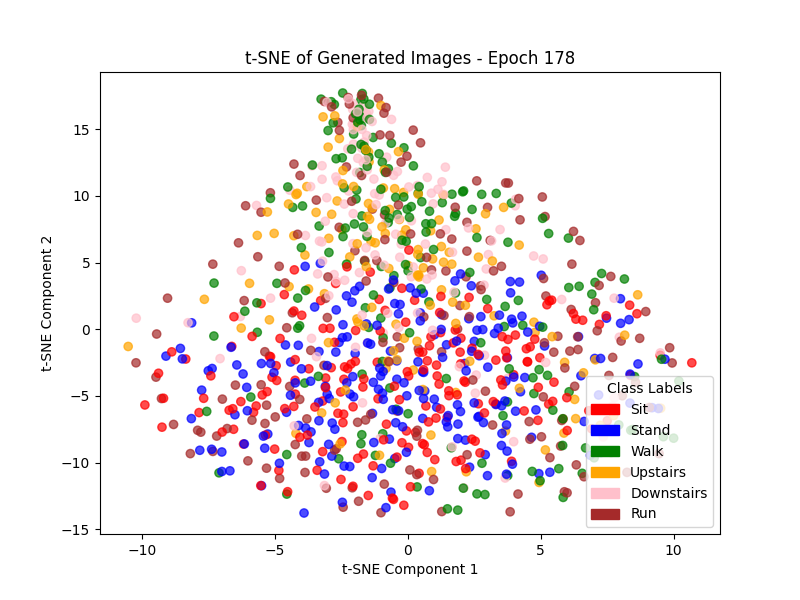 t-SNE of Generated Images - Epoch 178
t-SNE Component 2
15
10
5
0
−5
−10
−15
Class Labels
Sit
Stand
Walk
Upstairs
Downstairs
Run
−10
−5
0
5
10
t-SNE Component 1